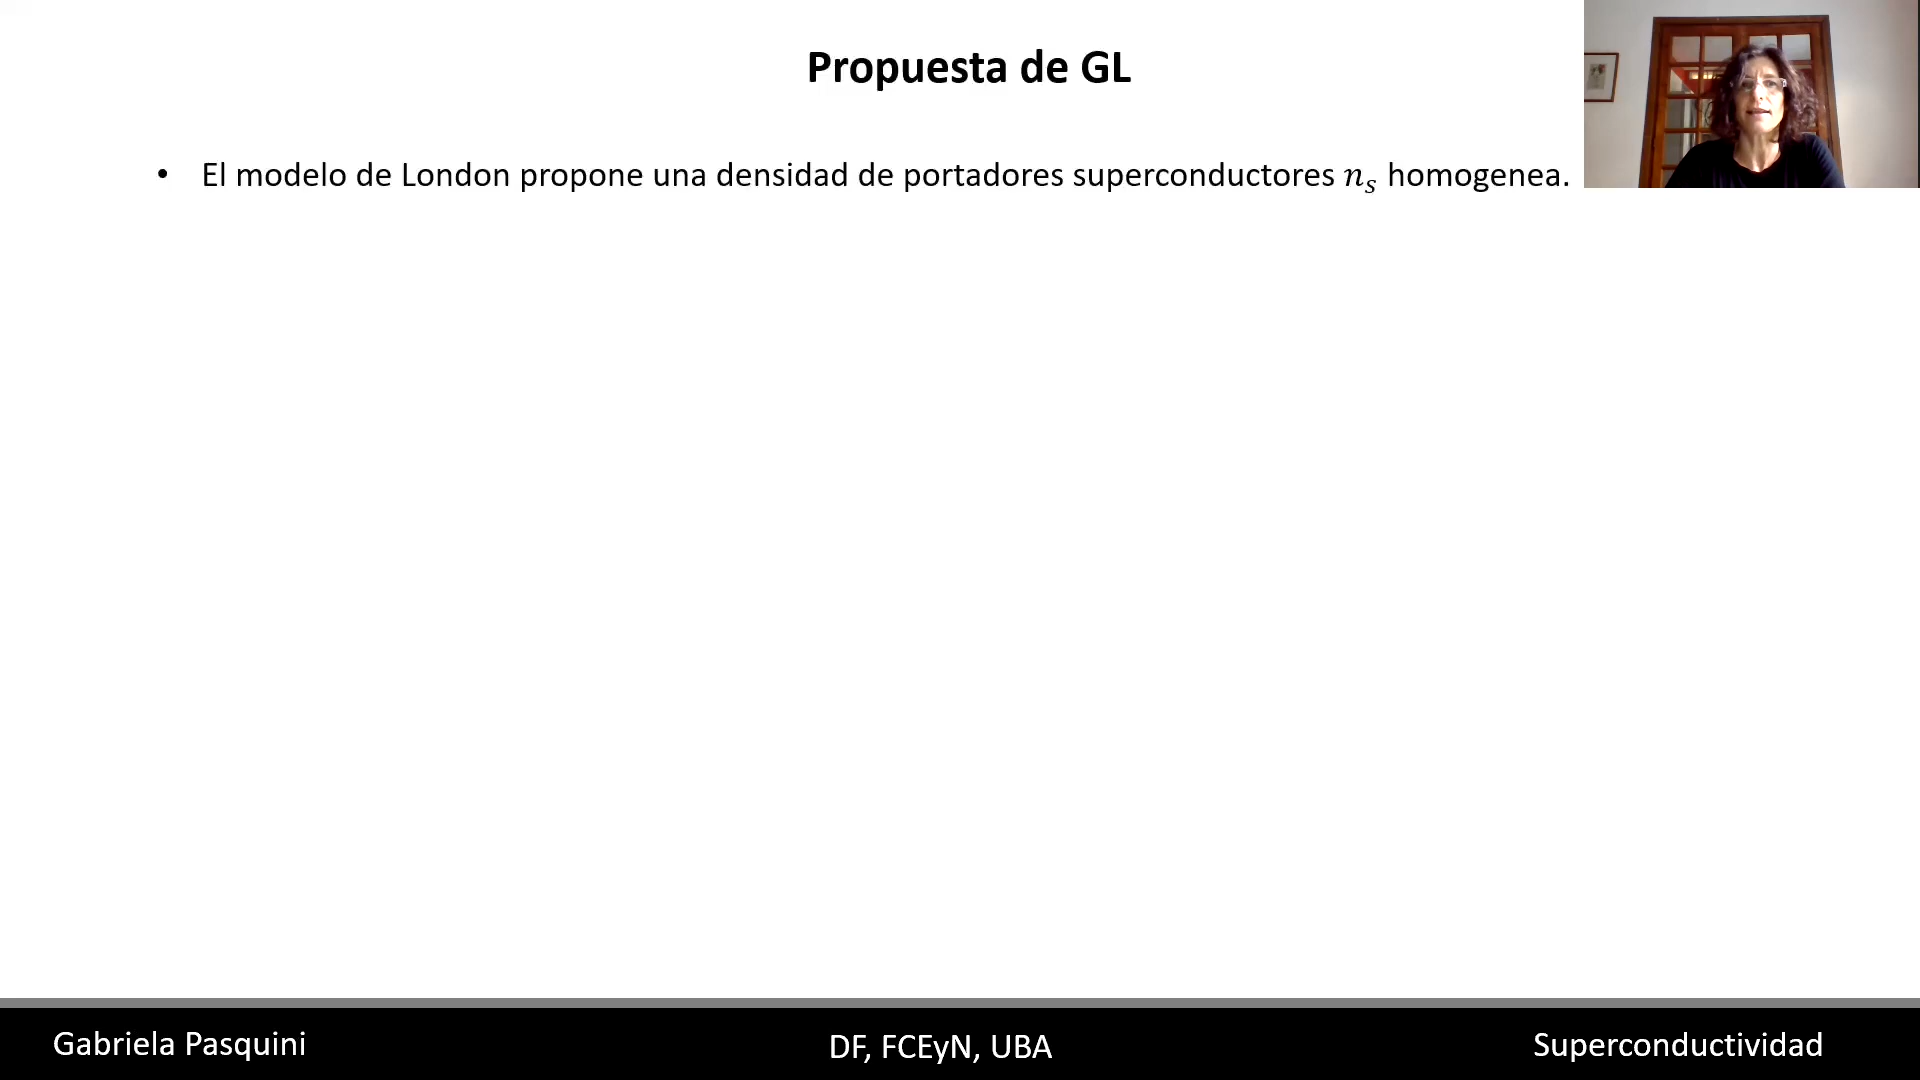 Propuesta de GL
• El modelo de London propone una densidad de portadores superconductores nₛ homogenea.
Gabriela Pasquini
DF, FCEyN, UBA
Superconductividad